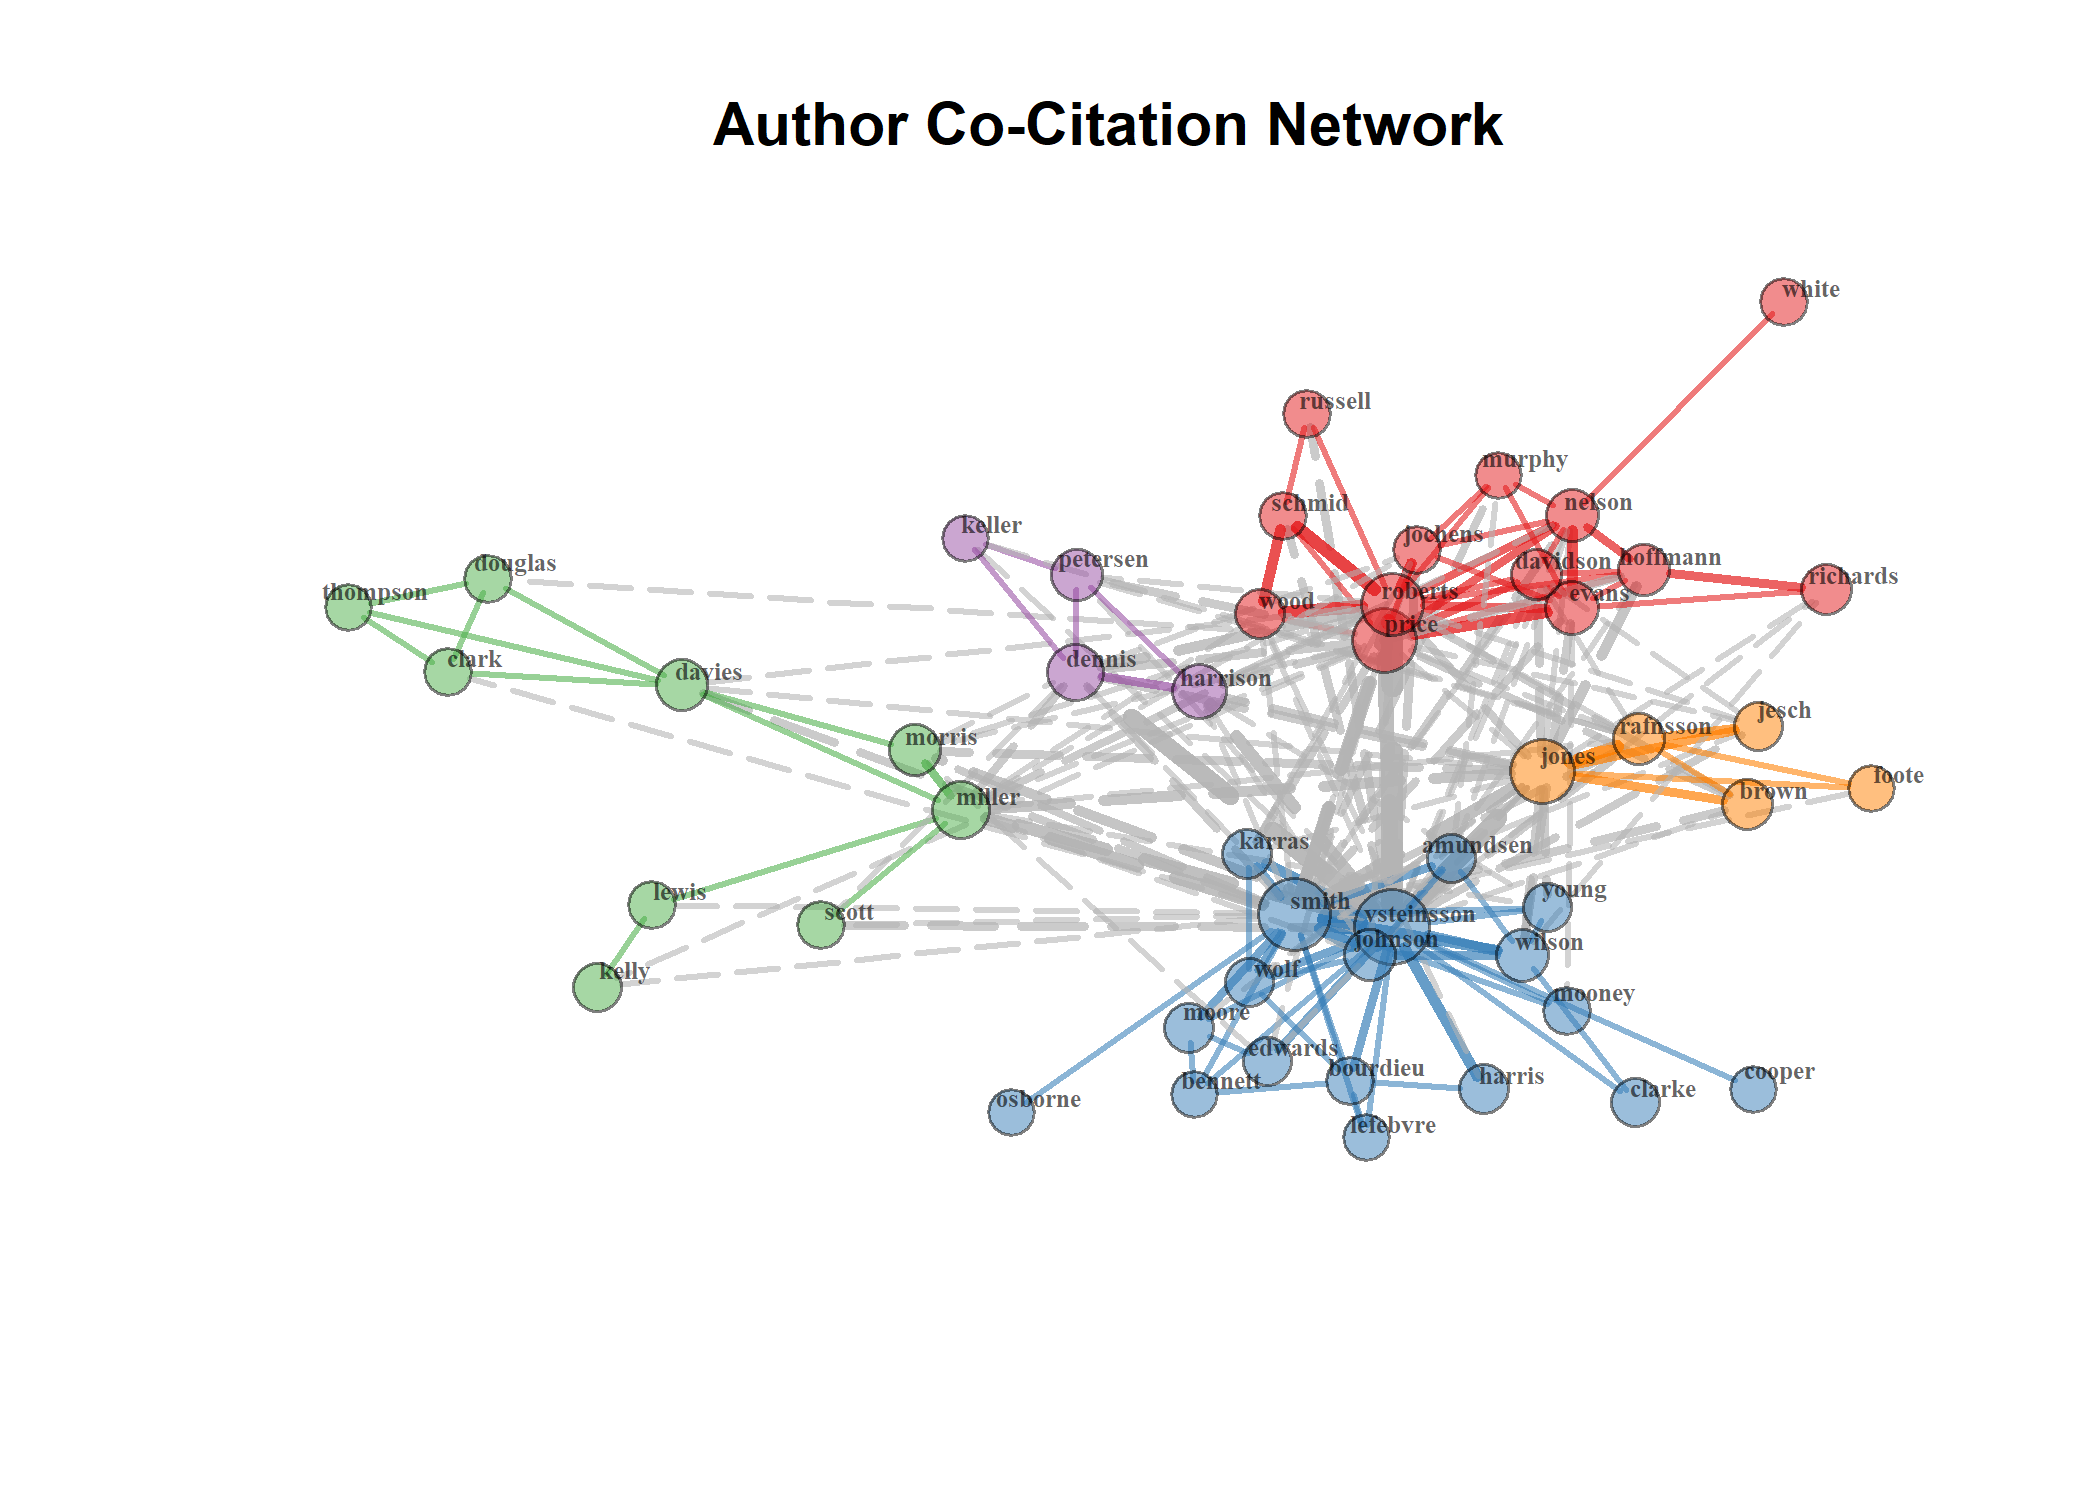 Author Co-Citation Network
white
russell
murphy
nelson
schmid
keller
jochens
petersen
davidson
hoffmann
douglas
richards
thompson
roberts
evans
wood
price
clark
dennis
davies
harrison
jesch
rafnsson
morris
jones
foote
brown
miller
karras
amundsen
young
lewis
smith
scott
vsteinsson
johnson
wilson
wolf
kelly
mooney
moore
edwards
bourdieu
cooper
harris
bennett
clarke
osborne
lefebvre